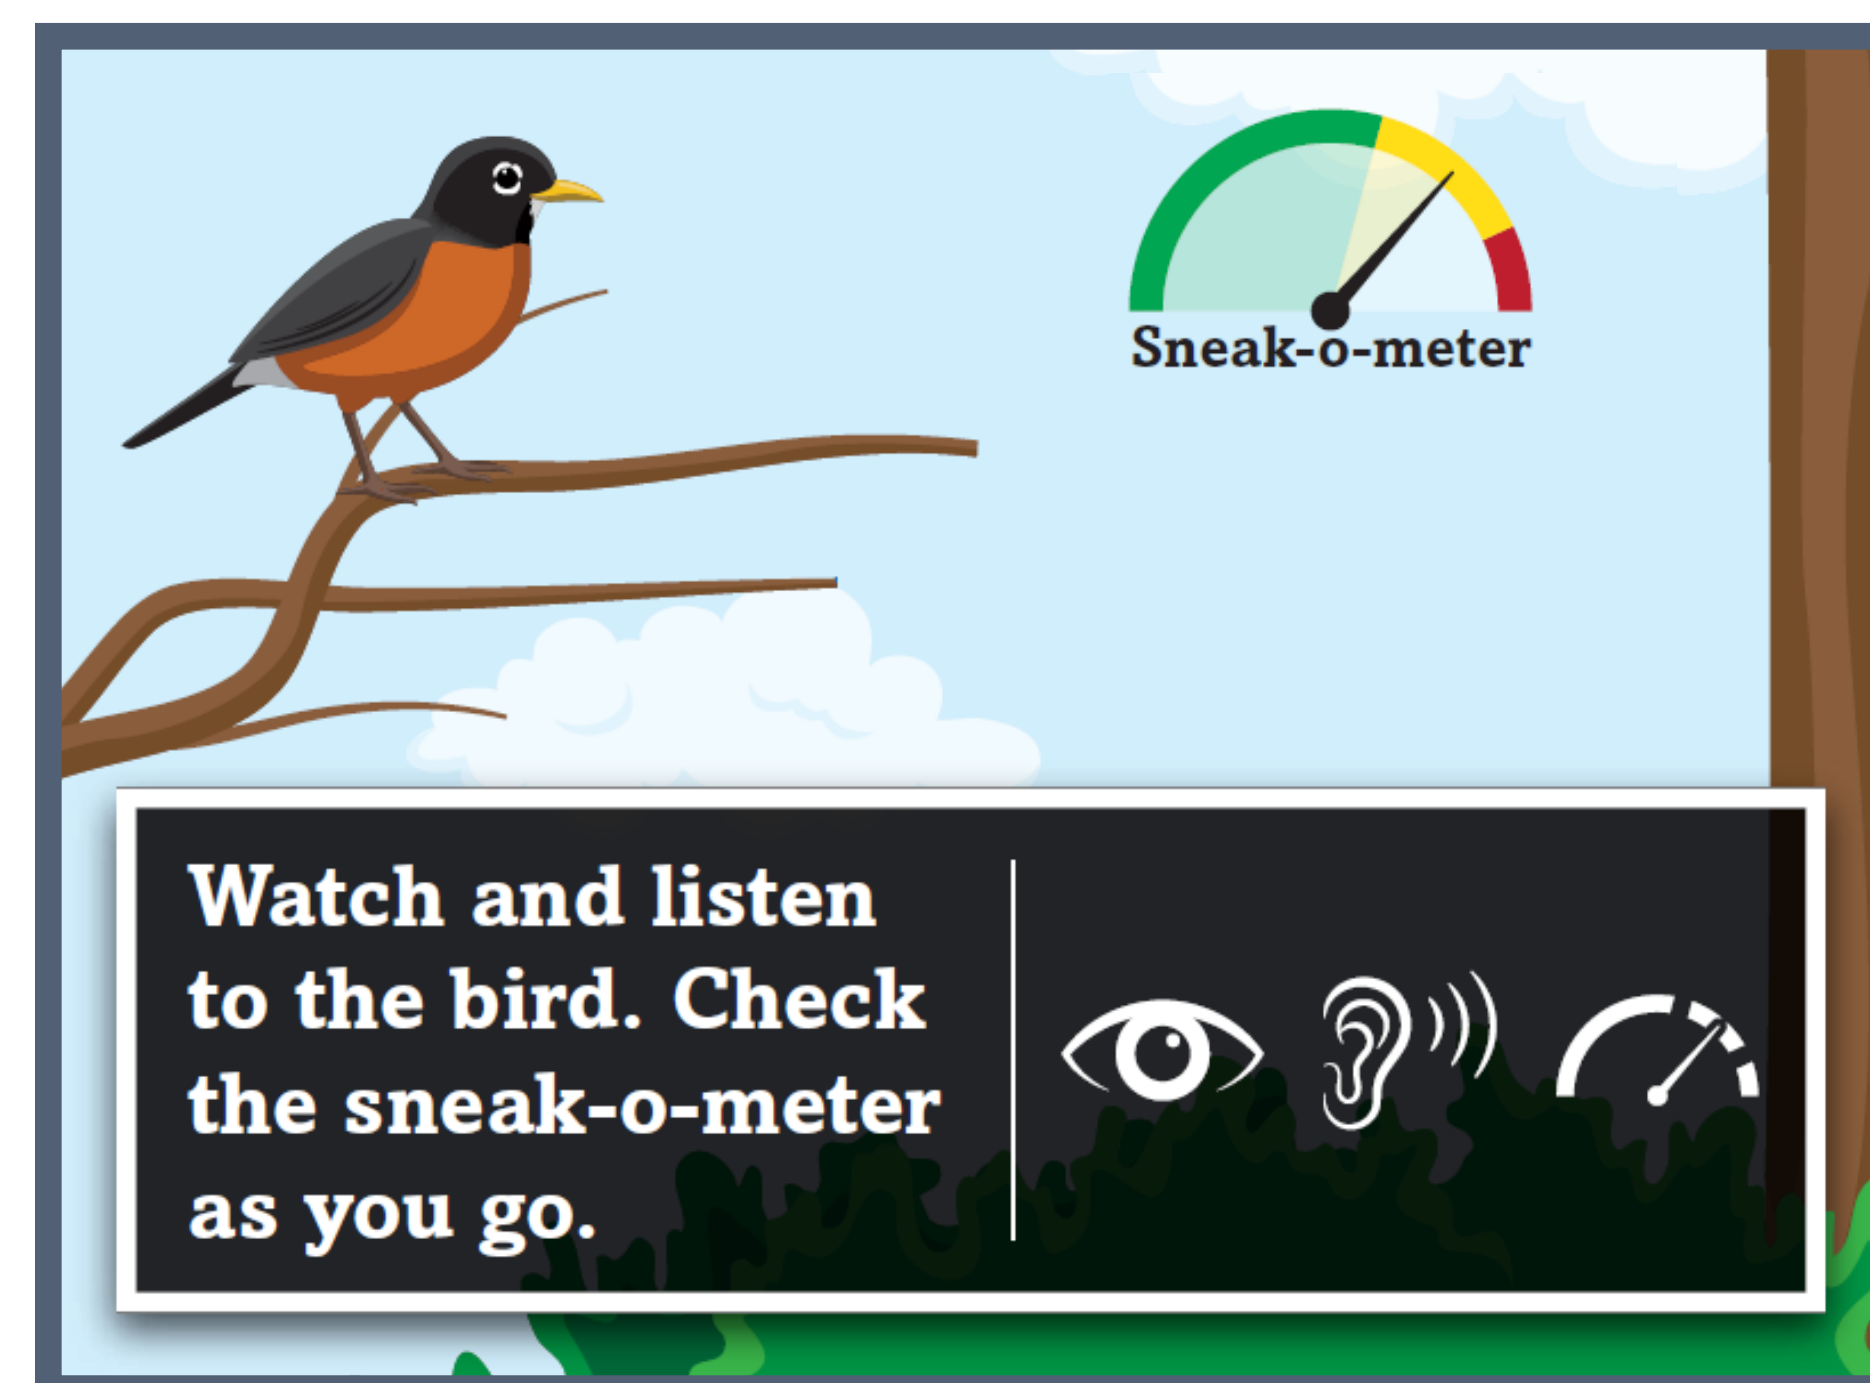 Sneak-o-meter
Watch and listen
to the bird. Check
the sneak-o-meter
as you go.